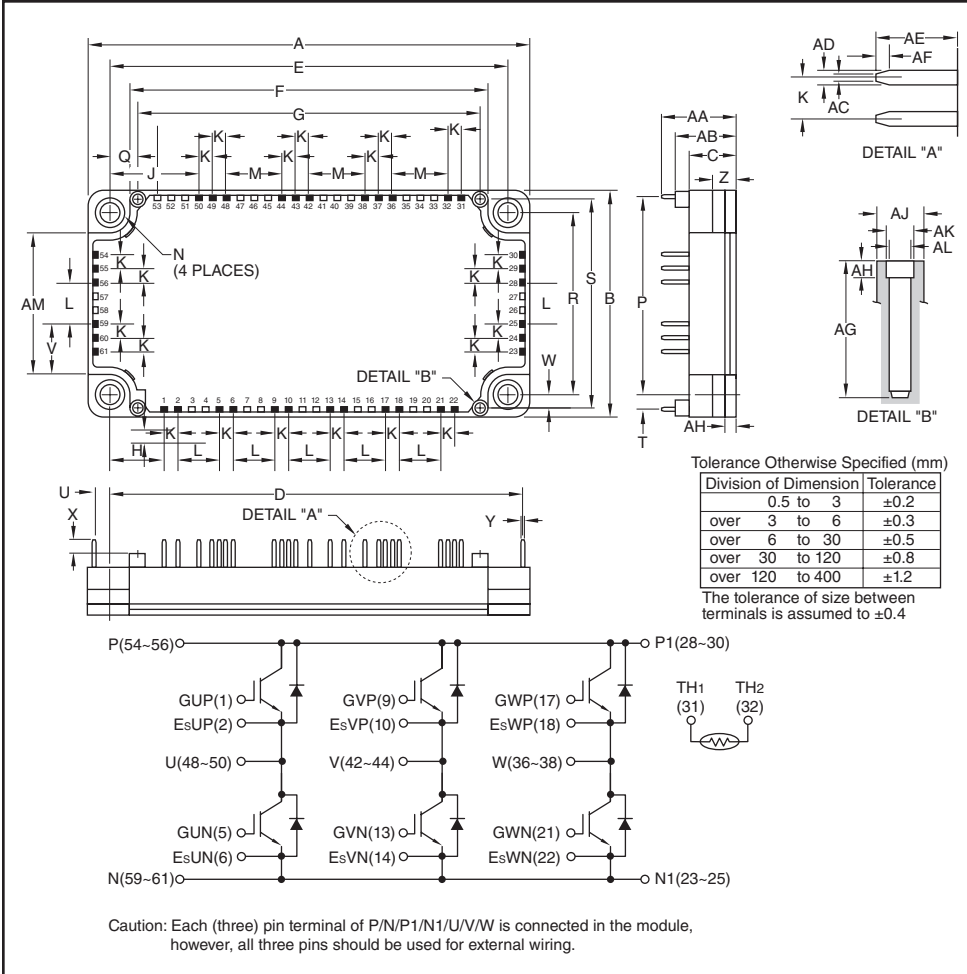 A
E
F
G
K K K K
Q K K K
J M M M
53 52 51 50 49 48 47 46 45 44 43 42 41 40 39 38 37 36 35 34 33 32 31
N
(4 PLACES)
54 K K 30
55 29
56 K K 28
57 27
58 26
59 K K 25
60 24
61 K K 23
AM L V
L W R S B
DETAIL "B"
1 2 3 4 5 6 7 8 9 10 11 12 13 14 15 16 17 18 19 20 21 22
K K K K K K
H L L L L L
AA
AB
C
Z
P
T
AH
AD AE
AF
K
AC
DETAIL "A"
AJ
AK
AL
AH
AG
DETAIL "B"
U D
X DETAIL "A" Y
Tolerance Otherwise Specified (mm)
Division of Dimension Tolerance
0.5 to 3 ±0.2
over 3 to 6 ±0.3
over 6 to 30 ±0.5
over 30 to 120 ±0.8
over 120 to 400 ±1.2
The tolerance of size between
terminals is assumed to ±0.4
P(54~56) P1(28~30)
GUP(1) GVP(9) GWP(17)
EsUP(2) EsVP(10) EsWP(18)
TH1 TH2
(31) (32)
U(48~50) V(42~44) W(36~38)
GUN(5) GVN(13) GWN(21)
EsUN(6) EsVN(14) EsWN(22)
N(59~61) N1(23~25)
Caution: Each (three) pin terminal of P/N/P1/N1/U/V/W is connected in the module,
however, all three pins should be used for external wiring.